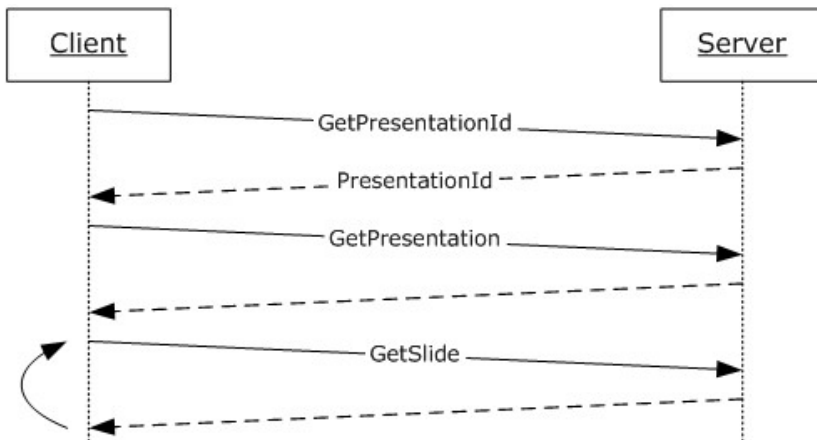 Client
Server
GetPresentationId
PresentationId
GetPresentation
GetSlide